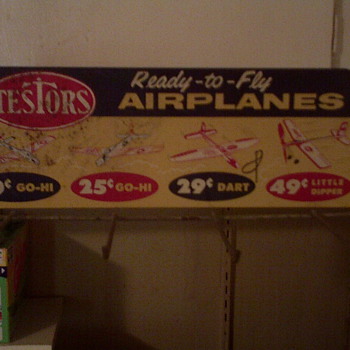 TESTORS
Ready-to-Fly
AIRPLANES
¢ GO-HI
25¢ GO-HI
29¢ DART
49¢ LITTLE DIPPER